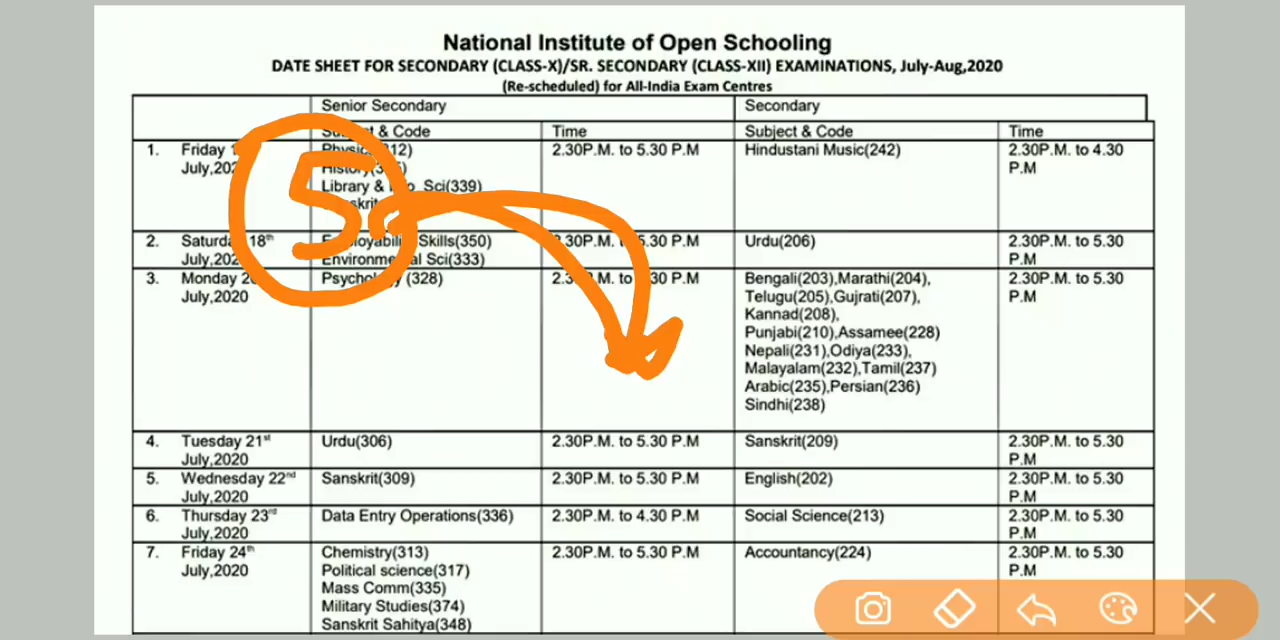 National Institute of Open Schooling
DATE SHEET FOR SECONDARY (CLASS-X)/SR. SECONDARY (CLASS-XII) EXAMINATIONS, July-Aug,2020
(Re-scheduled) for All-India Exam Centres
Senior Secondary Secondary
& Code Time Subject & Code Time
1. Friday 2.30P.M. to 5.30 P.M Hindustani Music(242) 2.30P.M. to 4.30
P.M
Library & Sci(339)
5
2. 18th Skills(350) 5.30 P.M Urdu(206) 2.30P.M. to 5.30
Sci(333) P.M
3. Monday (328) P.M Bengali(203),Marathi(204), 2.30P.M. to 5.30
July,2020 Telugu(205),Gujrati(207), P.M
Kannad(208),
Punjabi(210),Assamee(228)
Nepali(231),Odiya(233),
Malayalam(232),Tamil(237)
Arabic(235),Persian(236)
Sindhi(238)
4. Tuesday 21st Urdu(306) 2.30P.M. to 5.30 P.M Sanskrit(209) 2.30P.M. to 5.30
July,2020 P.M
5. Wednesday 22nd Sanskrit(309) 2.30P.M. to 5.30 P.M English(202) 2.30P.M. to 5.30
July,2020 P.M
6. Thursday 23rd Data Entry Operations(336) 2.30P.M. to 4.30 P.M Social Science(213) 2.30P.M. to 5.30
July,2020 P.M
7. Friday 24th Chemistry(313) 2.30P.M. to 5.30 P.M Accountancy(224) 2.30P.M. to 5.30
July,2020 Political science(317) P.M
Mass Comm(335)
Military Studies(374)
Sanskrit Sahitya(348)